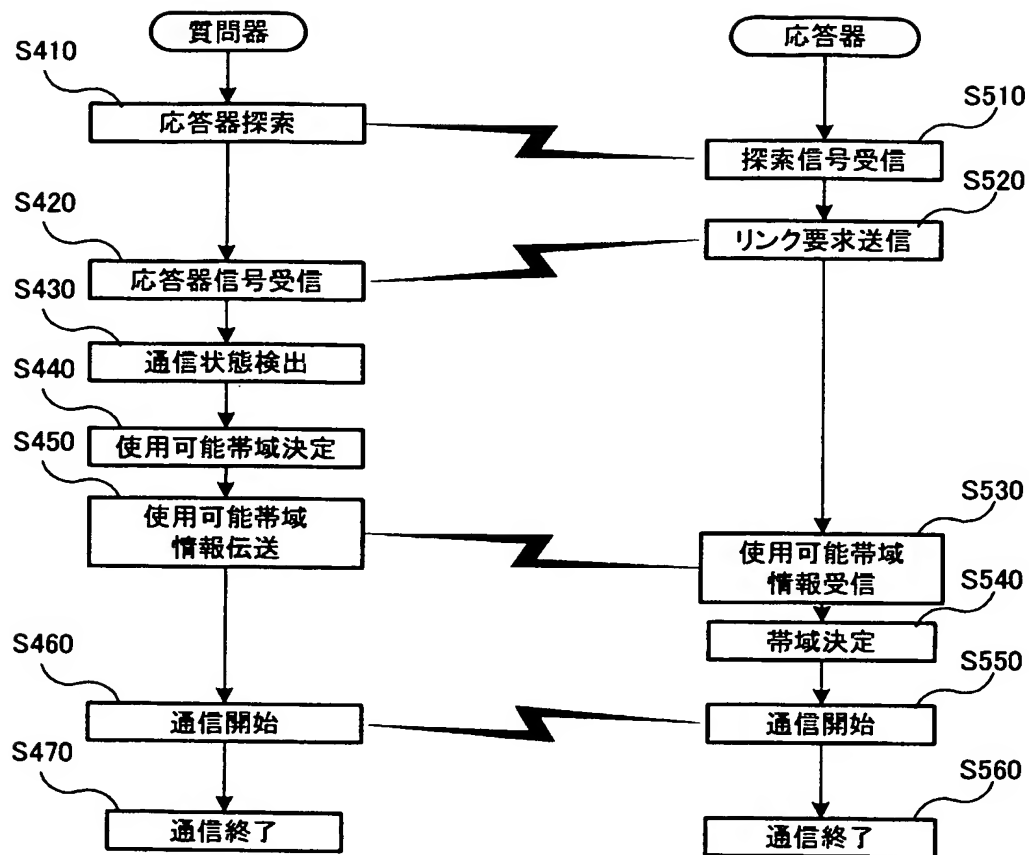 質問器
S410
応答器探索
S420
応答器信号受信
S430
通信状態検出
S440
使用可能帯域決定
S450
使用可能帯域
情報伝送
S460
通信開始
S470
通信終了
応答器
S510
探索信号受信
S520
リンク要求送信
S530
使用可能帯域
情報受信
S540
帯域決定
S550
通信開始
S560
通信終了